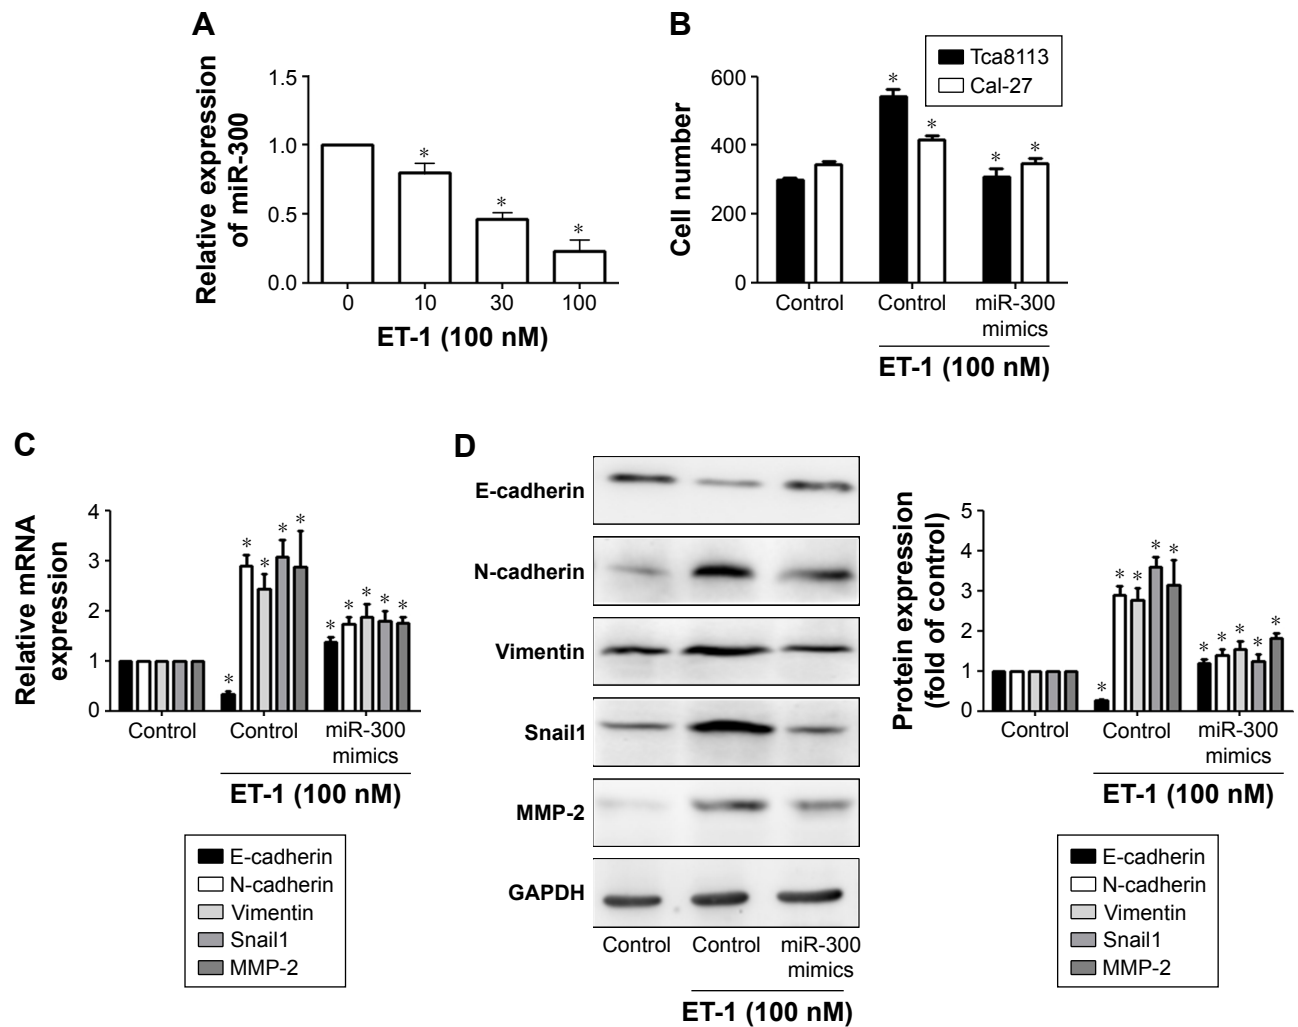 A
Relative expression
of miR-300
1.5
1.0
0.5
0.0
*
*
*
0
10
30
100
ET-1 (100 nM)
B
Tca8113
Cal-27
Cell number
600
400
200
0
*
*
*
*
Control
Control
miR-300
mimics
ET-1 (100 nM)
C
Relative mRNA
expression
4
3
2
1
0
*
*
*
*
*
*
*
*
*
*
Control
Control
miR-300
mimics
ET-1 (100 nM)
E-cadherin
N-cadherin
Vimentin
Snail1
MMP-2
D
E-cadherin
N-cadherin
Vimentin
Snail1
MMP-2
GAPDH
Control
Control
miR-300
mimics
ET-1 (100 nM)
Protein expression
(fold of control)
5
4
3
2
1
0
*
*
*
*
*
*
*
*
*
*
Control
Control
miR-300
mimics
ET-1 (100 nM)
E-cadherin
N-cadherin
Vimentin
Snail1
MMP-2